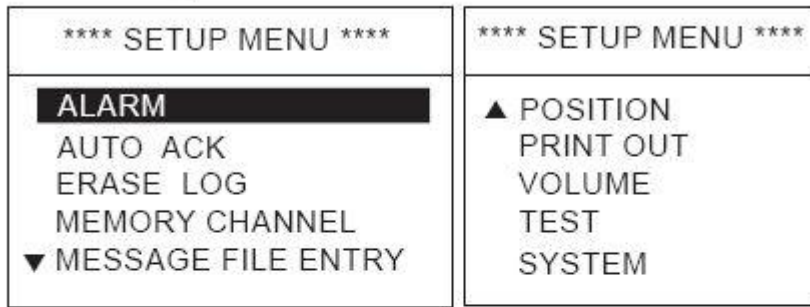 **** SETUP MENU ****
ALARM
AUTO ACK
ERASE LOG
MEMORY CHANNEL
▼ MESSAGE FILE ENTRY
**** SETUP MENU ****
▲ POSITION
PRINT OUT
VOLUME
TEST
SYSTEM